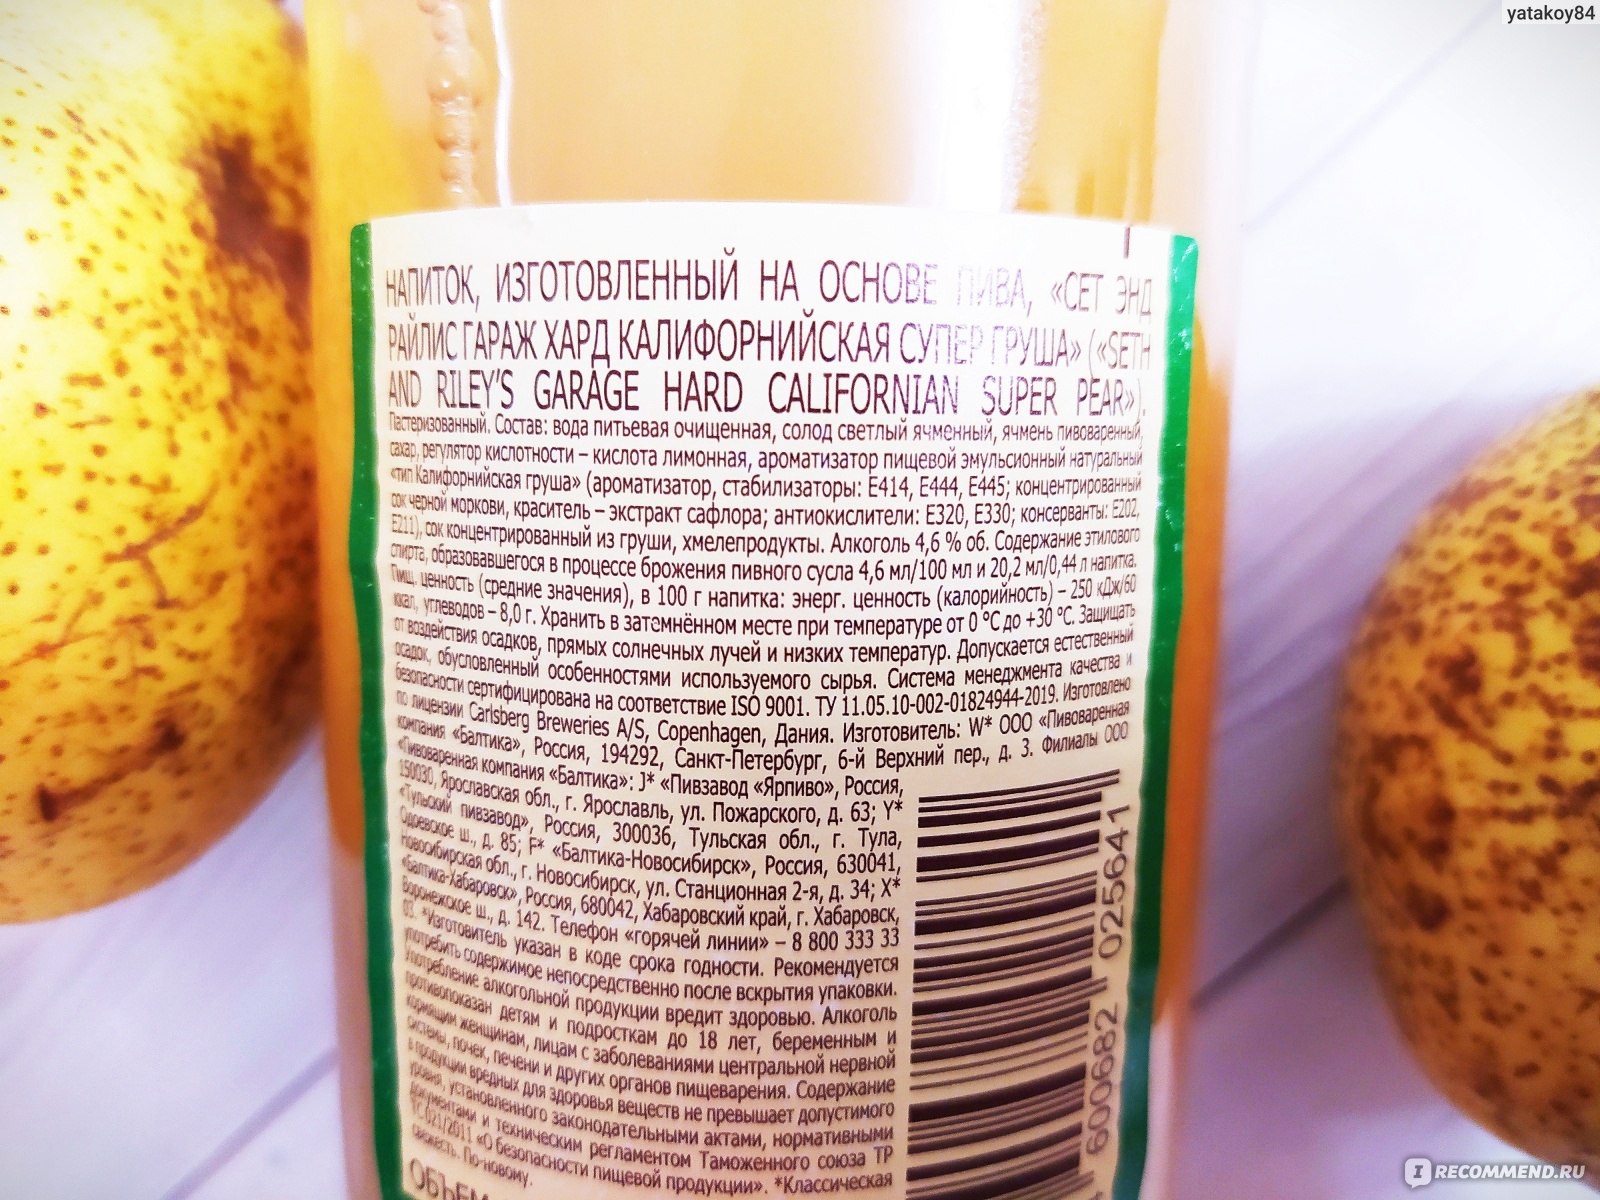 yatakoy84
НАПИТОК, ИЗГОТОВЛЕННЫЙ НА ОСНОВЕ ПИВА, «СЕТ ЭНД
РАЙЛИС ГАРАЖ ХАРД КАЛИФОРНИЙСКАЯ СУПЕР ГРУША» («SETH
AND RILEY'S GARAGE HARD CALIFORNIAN SUPER PEAR»).
Пастеризованный. Состав: вода питьевая очищенная, солод светлый ячменный, ячмень пивоваренный,
сахар, регулятор кислотности – кислота лимонная, ароматизатор пищевой эмульсионный натуральный
«тип Калифорнийская груша» (ароматизатор, стабилизаторы: Е414, Е444, Е445; концентрированный
сок черной моркови, краситель – экстракт сафлора; антиокислители: Е320, Е330; консерванты: Е202,
Е211), сок концентрированный из груши, хмелепродукты. Алкоголь 4,6 % об. Содержание этилового
спирта, образовавшегося в процессе брожения пивного сусла 4,6 мл/100 мл и 20,2 мл/0,44 л напитка.
Пищ. ценность (средние значения), в 100 г напитка: энерг. ценность (калорийность) – 250 кДж/60
ккал, углеводов – 8,0 г. Хранить в затемнённом месте при температуре от 0 °С до +30 °С. Защищать
от воздействия осадков, прямых солнечных лучей и низких температур. Допускается естественный
осадок, обусловленный особенностями используемого сырья. Система менеджмента качества и
безопасности сертифицирована на соответствие ISO 9001. ТУ 11.05.10-002-01824944-2019. Изготовлено
по лицензии Carlsberg Breweries A/S, Copenhagen, Дания. Изготовитель: W* ООО «Пивоваренная
компания «Балтика», Россия, 194292, Санкт-Петербург, 6-й Верхний пер., д. 3. Филиалы ООО
«Пивоваренная компания «Балтика»: J* «Пивзавод «Ярпиво», Россия,
150030, Ярославская обл., г. Ярославль, ул. Пожарского, д. 63; Y*
«Тульский пивзавод», Россия, 300036, Тульская обл., г. Тула,
Одоевское ш., д. 85; F* «Балтика-Новосибирск», Россия, 630041,
Новосибирская обл., г. Новосибирск, ул. Станционная 2-я, д. 34; X*
«Балтика-Хабаровск», Россия, 680042, Хабаровский край, г. Хабаровск,
Воронежское ш., д. 142. Телефон «горячей линии» – 8 800 333 33
03. *Изготовитель указан в коде срока годности. Рекомендуется
употребить содержимое непосредственно после вскрытия упаковки.
Употребление алкогольной продукции вредит здоровью. Алкоголь
противопоказан детям и подросткам до 18 лет, беременным и
кормящим женщинам, лицам с заболеваниями центральной нервной
системы, почек, печени и других органов пищеварения. Содержание
в продукции вредных для здоровья веществ не превышает допустимого
уровня, установленного законодательными актами, нормативными
документами и техническим регламентом Таможенного союза ТР
ТС 021/2011 «О безопасности пищевой продукции». *Классическая
свежесть. По-новому.
ОБЪЕМ
4 600682 025641
IRECOMMEND.RU